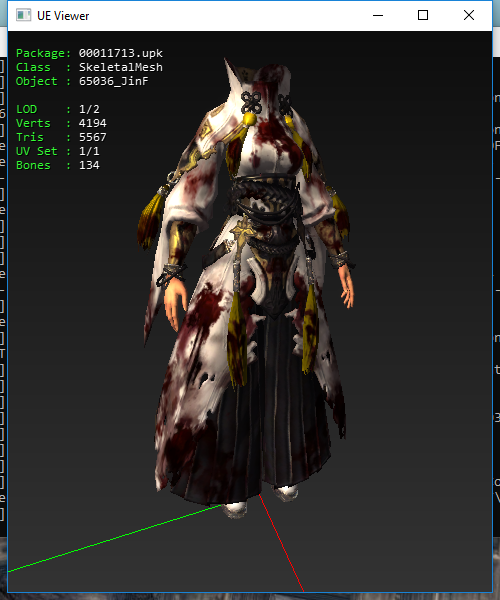 UE Viewer
Package: 00011713.upk
Class : SkeletalMesh
Object : 65036_JinF
LOD : 1/2
Verts : 4194
Tris : 5567
UV Set : 1/1
Bones : 134